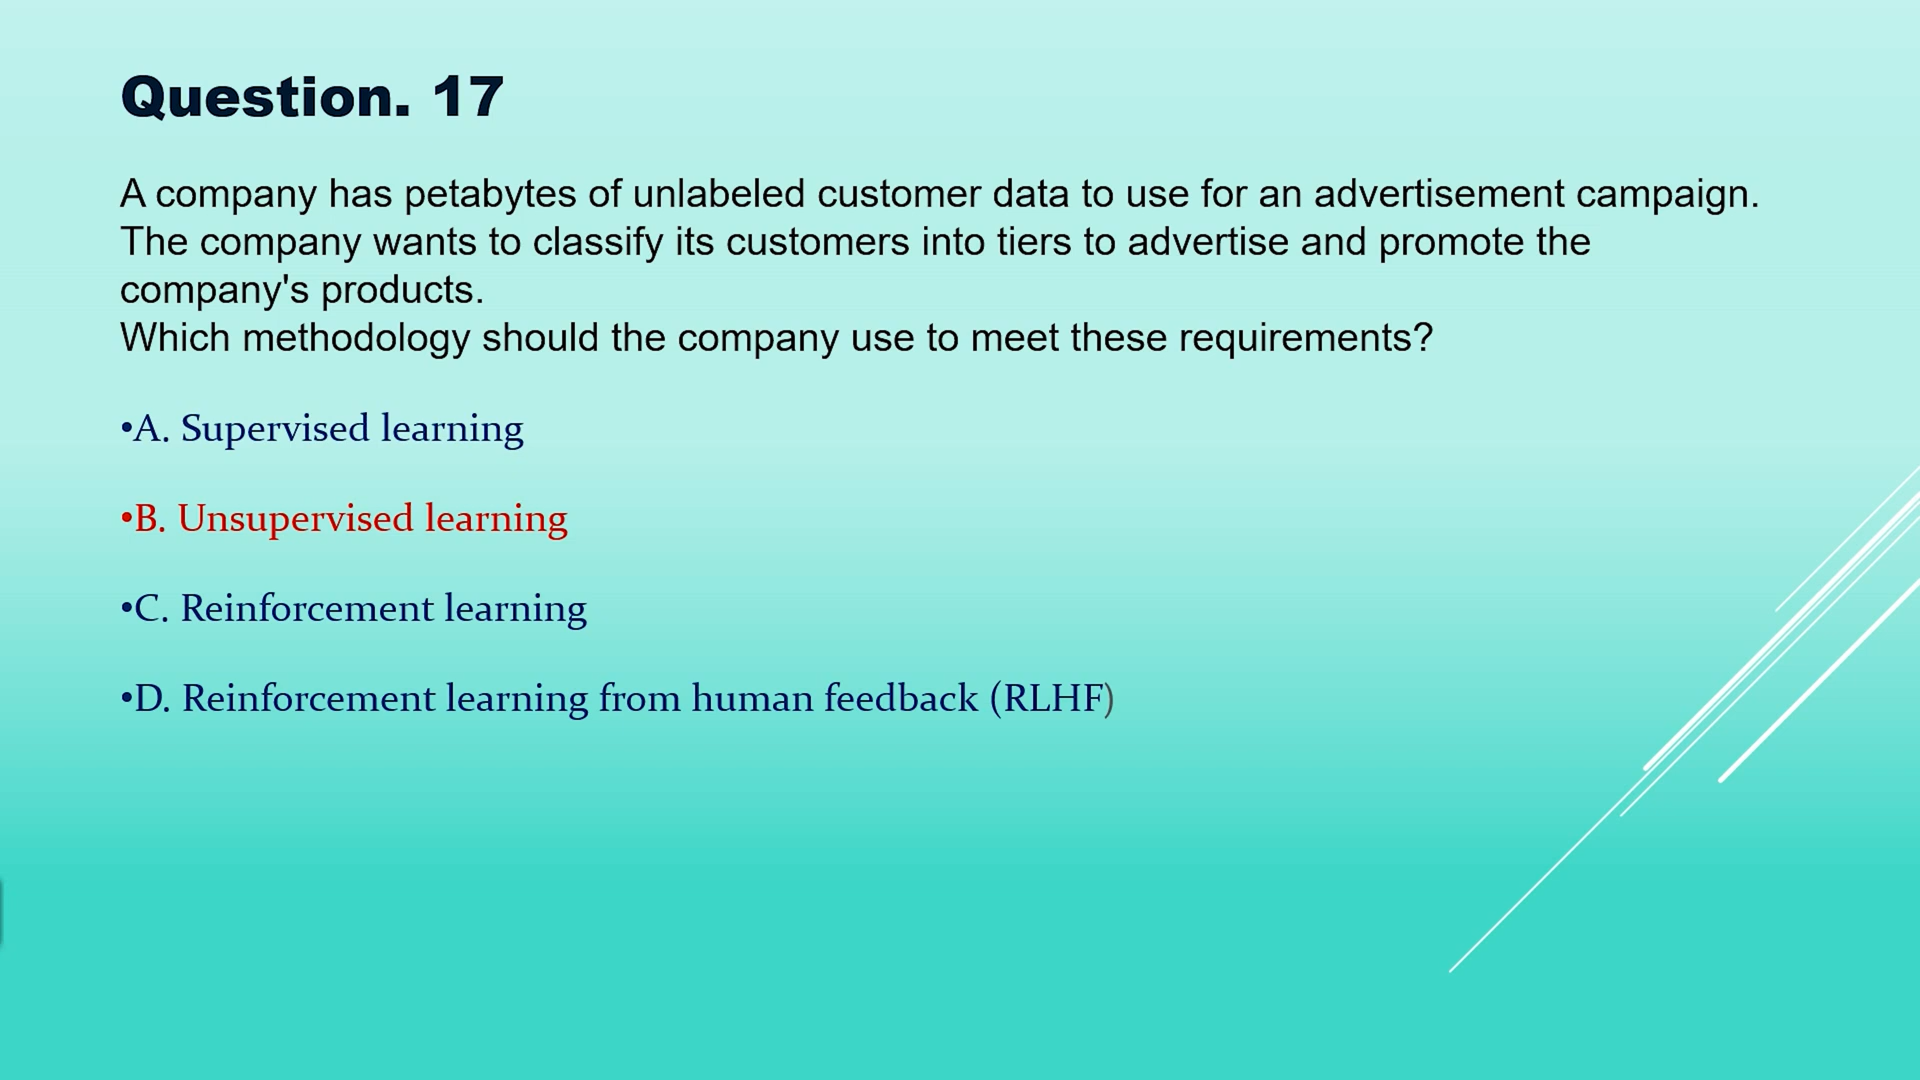 Question. 17
A company has petabytes of unlabeled customer data to use for an advertisement campaign.
The company wants to classify its customers into tiers to advertise and promote the
company's products.
Which methodology should the company use to meet these requirements?
•A. Supervised learning
•B. Unsupervised learning
•C. Reinforcement learning
•D. Reinforcement learning from human feedback (RLHF)